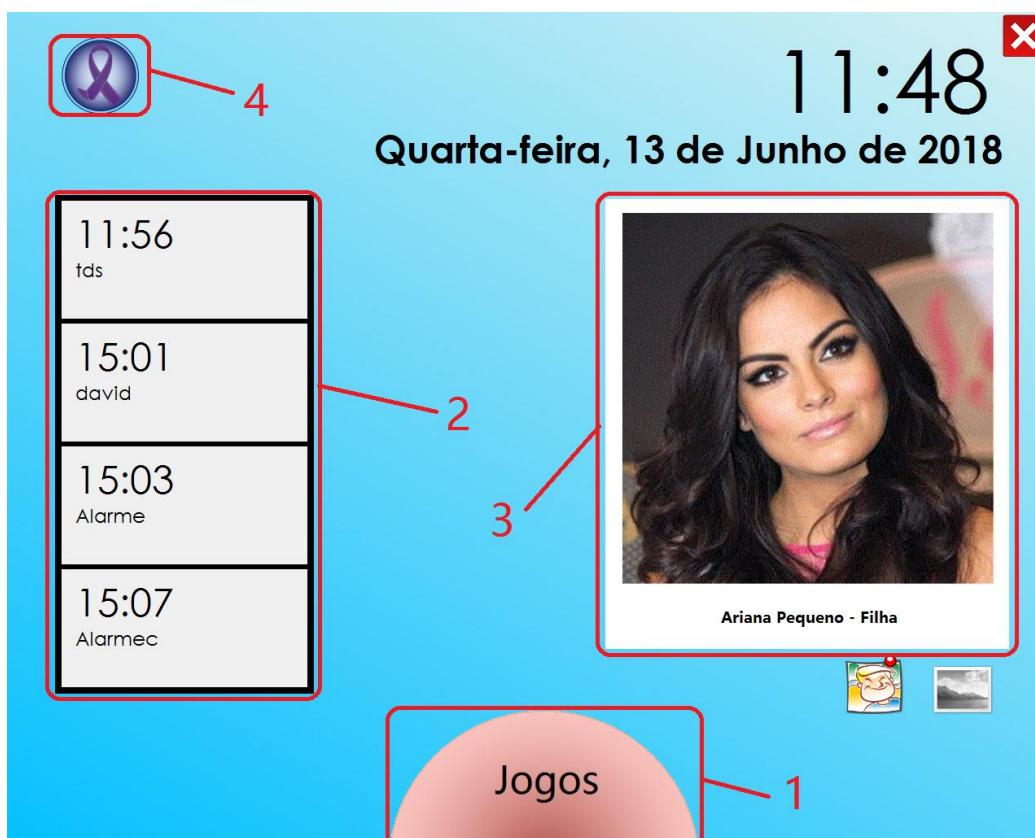 11:48
Quarta-feira, 13 de Junho de 2018
4
11:56
tds
15:01
david
2
15:03
Alarme
15:07
Alarmec
3
Ariana Pequeno - Filha
Jogos
1